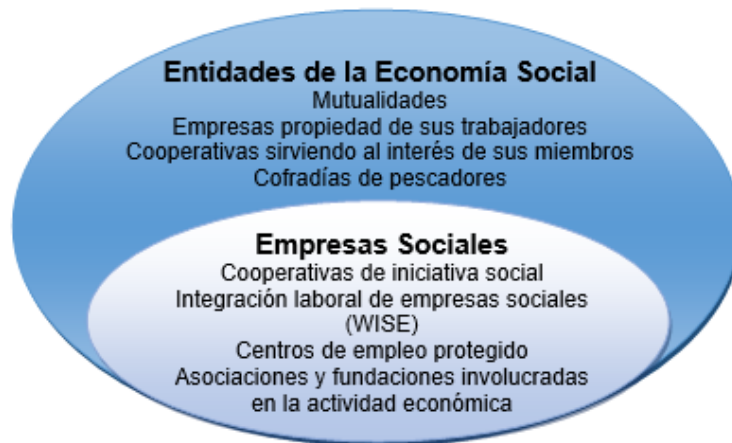 Entidades de la Economía Social
Mutualidades
Empresas propiedad de sus trabajadores
Cooperativas sirviendo al interés de sus miembros
Cofradías de pescadores
Empresas Sociales
Cooperativas de iniciativa social
Integración laboral de empresas sociales
(WISE)
Centros de empleo protegido
Asociaciones y fundaciones involucradas
en la actividad económica